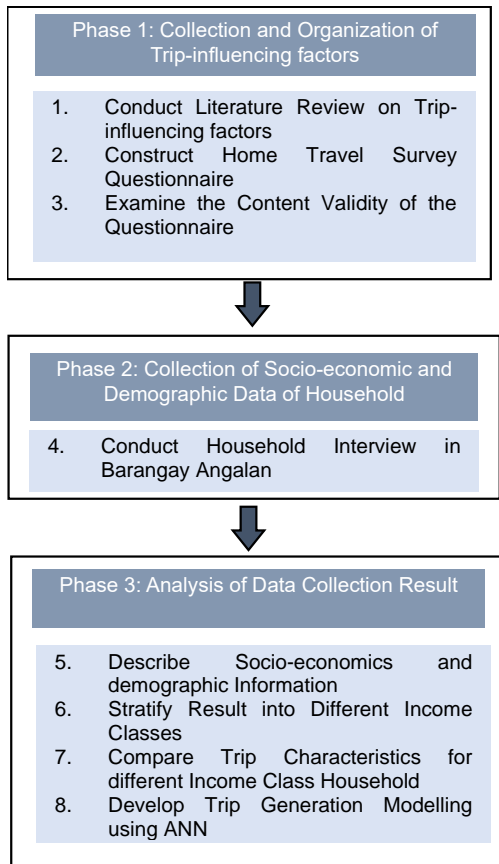 Phase 1: Collection and Organization of
Trip-influencing factors
1. Conduct Literature Review on Trip-
influencing factors
2. Construct Home Travel Survey
Questionnaire
3. Examine the Content Validity of the
Questionnaire
Phase 2: Collection of Socio-economic and
Demographic Data of Household
4. Conduct Household Interview in
Barangay Angalan
Phase 3: Analysis of Data Collection Result
5. Describe Socio-economics and
demographic Information
6. Stratify Result into Different Income
Classes
7. Compare Trip Characteristics for
different Income Class Household
8. Develop Trip Generation Modelling
using ANN